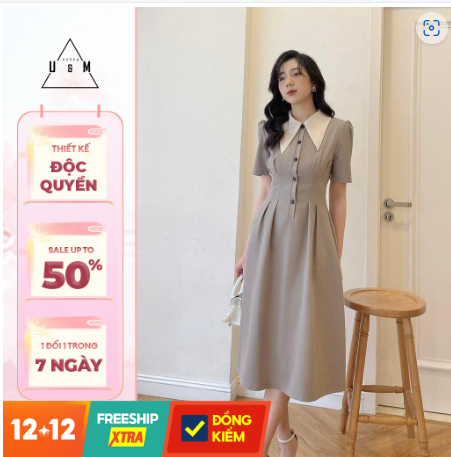 U & M
THIẾT KẾ
ĐỘC
QUYỀN
SALE UP TO
50%
1 ĐỔI 1 TRONG
7 NGÀY
12+12
FREESHIP
XTRA
ĐỒNG
KIỂM